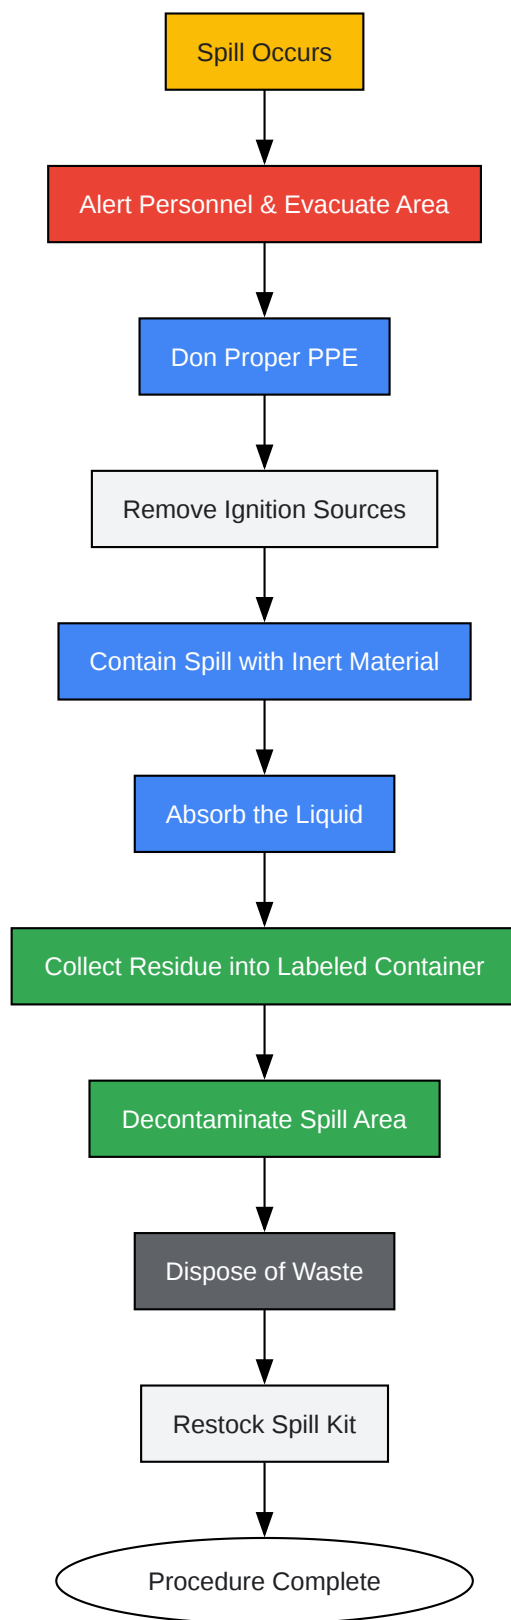 Spill Occurs
Alert Personnel & Evacuate Area
Don Proper PPE
Remove Ignition Sources
Contain Spill with Inert Material
Absorb the Liquid
Collect Residue into Labeled Container
Decontaminate Spill Area
Dispose of Waste
Restock Spill Kit
Procedure Complete